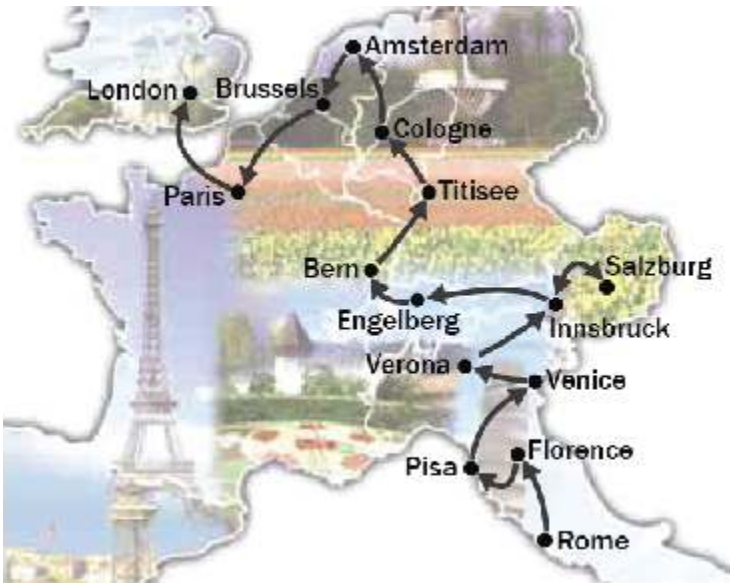 Amsterdam
London
Brussels
Cologne
Paris
Titisee
Bern
Salzburg
Engelberg
Innsbruck
Verona
Venice
Florence
Pisa
Rome